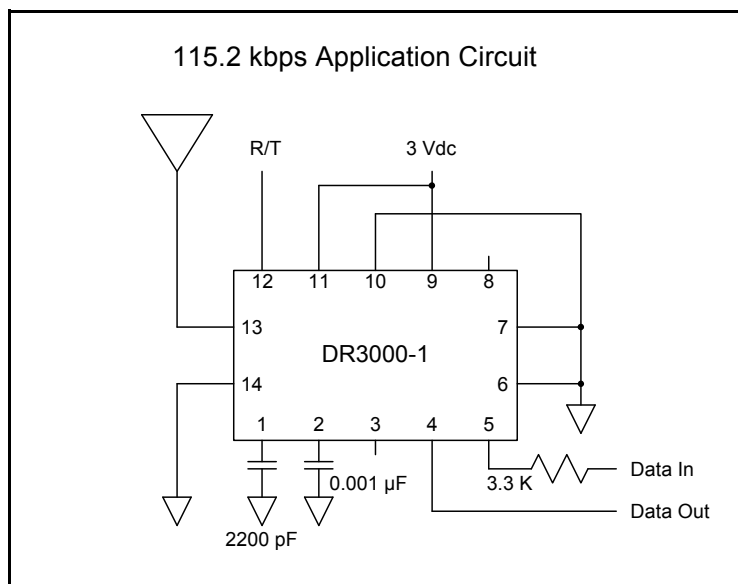 115.2 kbps Application Circuit
R/T
3 Vdc
12 11 10 9 8
13
7
DR3000-1
14
6
1 2 3 4 5
0.001 µF
3.3 K
Data In
Data Out
2200 pF